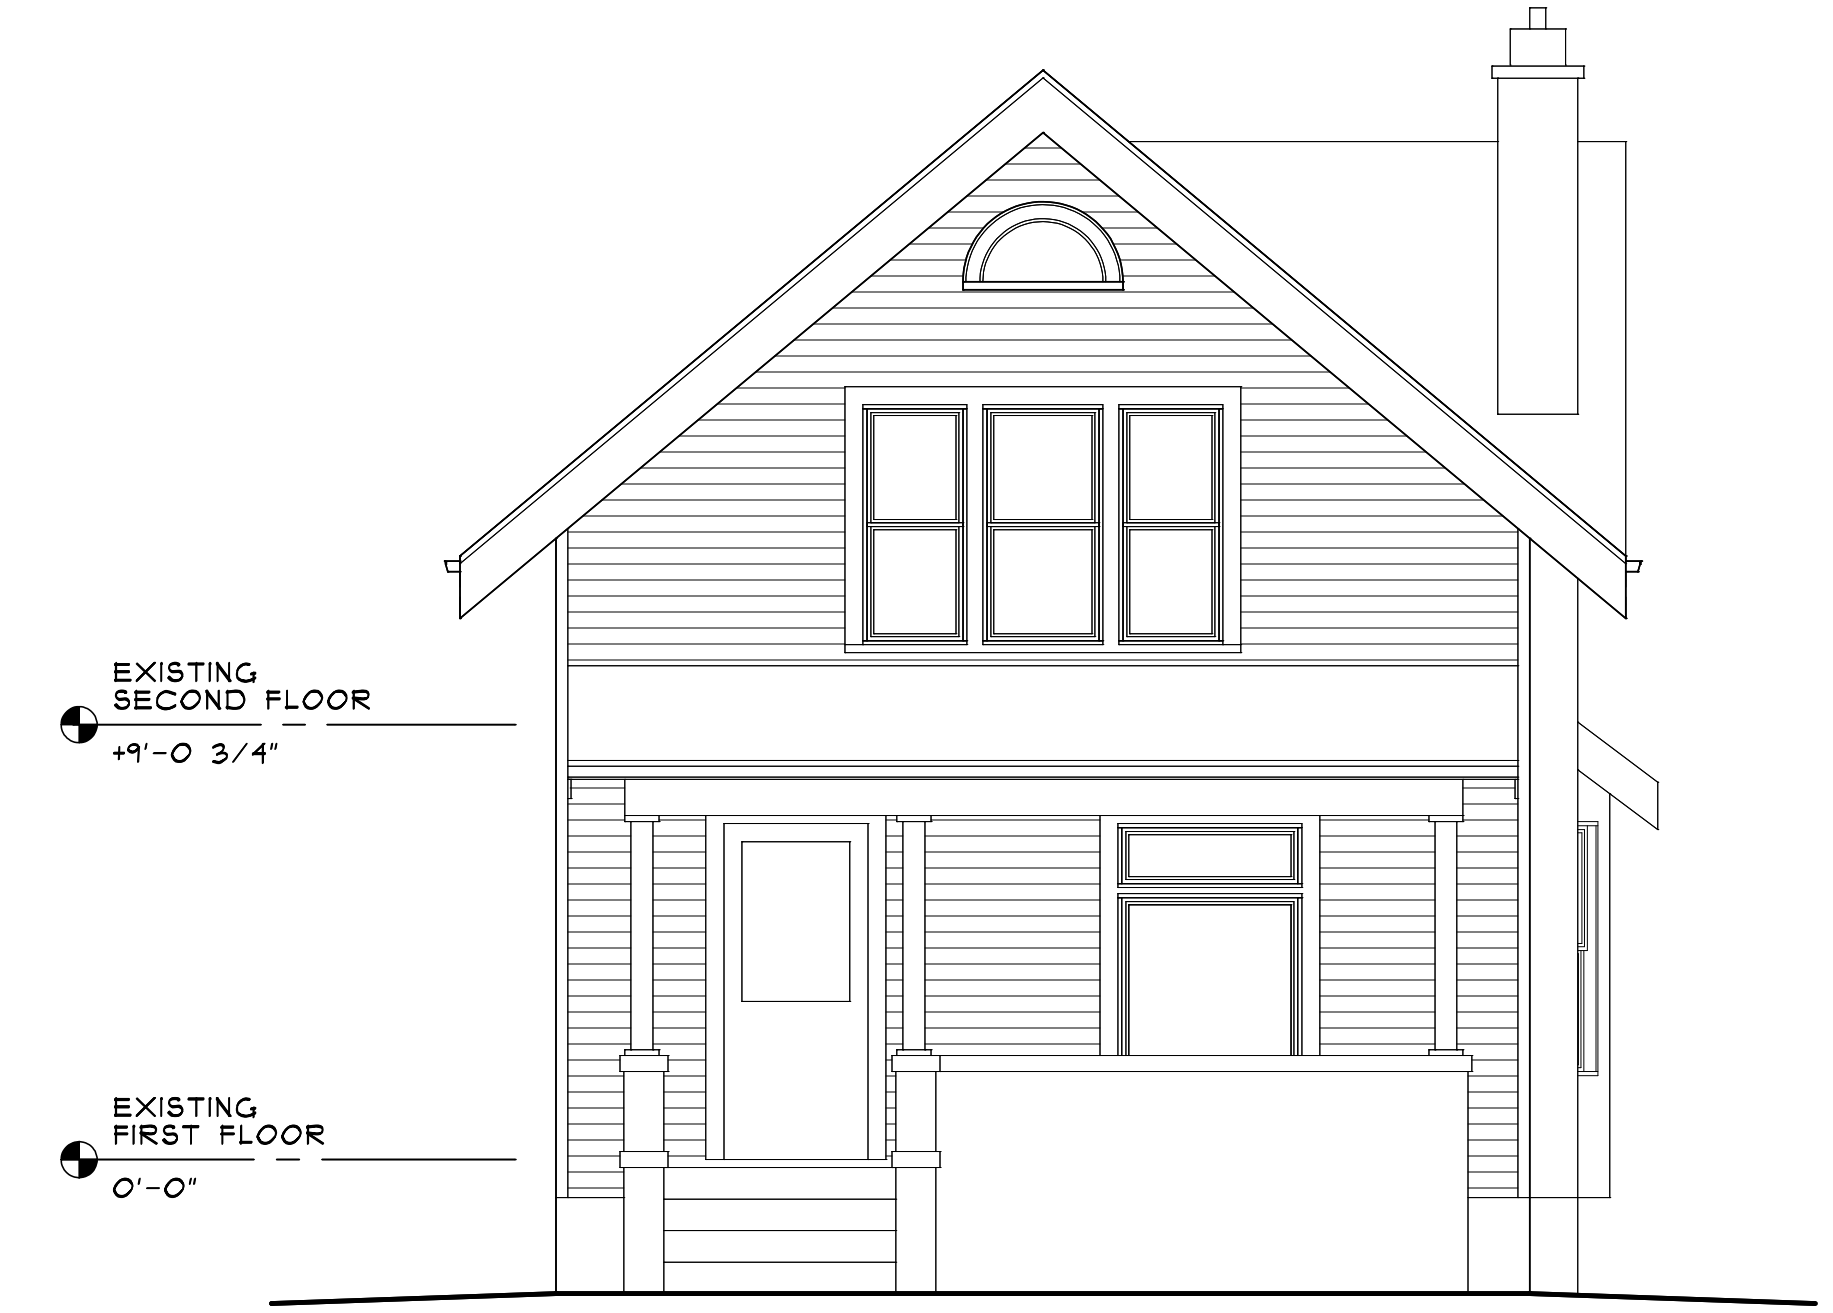 EXISTING
SECOND FLOOR
+9'-0 3/4"
EXISTING
FIRST FLOOR
0'-0"